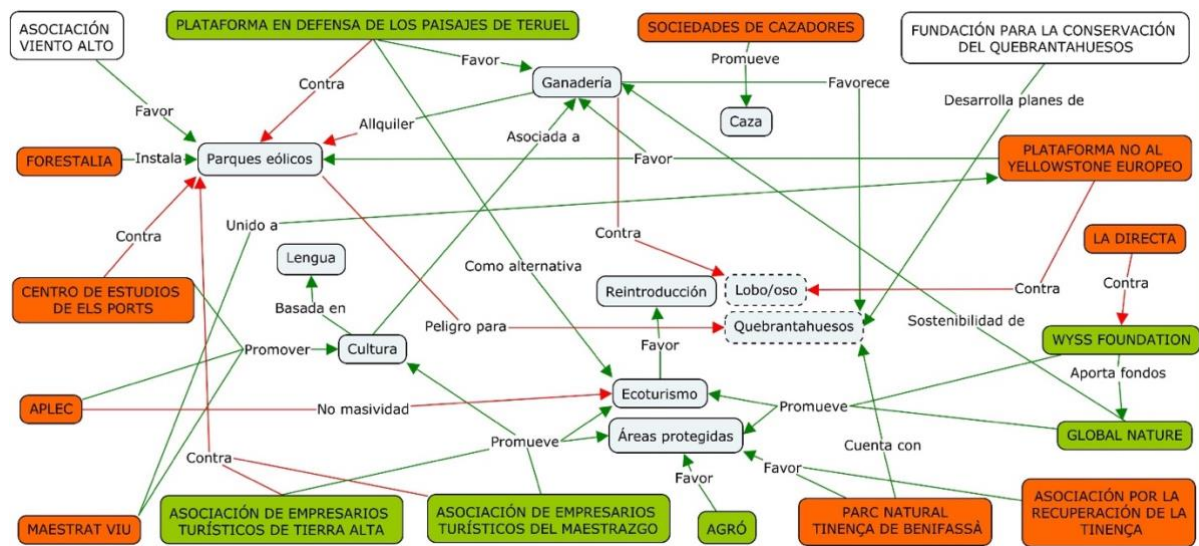 ASOCIACIÓN
VIENTO ALTO
PLATAFORMA EN DEFENSA DE LOS PAISAJES DE TERUEL
SOCIEDADES DE CAZADORES
FUNDACIÓN PARA LA CONSERVACIÓN
DEL QUEBRANTAHUESOS
Promueve
Favor
Contra
Ganadería
Favorece
Desarrolla planes de
Favor
Allquiler
Caza
Asociada a
FORESTALIA
Instala
Parques eólicos
Favor
PLATAFORMA NO AL
YELLOWSTONE EUROPEO
Unido a
Contra
Contra
LA DIRECTA
Lengua
Como alternativa
CENTRO DE ESTUDIOS
DE ELS PORTS
Reintroducción
Lobo/oso
Contra
Contra
Basada en
Peligro para
Quebrantahuesos
Sostenibilidad de
Promover
Cultura
Favor
WYSS FOUNDATION
Aporta fondos
APLEC
No masividad
Ecoturismo
Promueve
Promueve
Áreas protegidas
Cuenta con
GLOBAL NATURE
Contra
Favor
Favor
MAESTRAT VIU
ASOCIACIÓN DE EMPRESARIOS
TURÍSTICOS DE TIERRA ALTA
ASOCIACIÓN DE EMPRESARIOS
TURÍSTICOS DEL MAESTRAZGO
AGRÓ
PARC NATURAL
TINENÇA DE BENIFASSÀ
ASOCIACIÓN POR LA
RECUPERACIÓN DE LA
TINENÇA